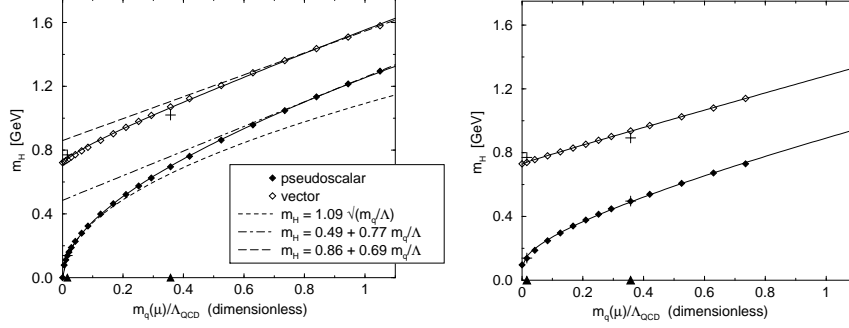 1.6
1.2
0.8
0.4
0.0
m_H [GeV]
0 0.2 0.4 0.6 0.8 1
m_q(μ)/Λ_QCD (dimensionless)
pseudoscalar
vector
m_H = 1.09 √(m_q/Λ)
m_H = 0.49 + 0.77 m_q/Λ
m_H = 0.86 + 0.69 m_q/Λ
1.6
1.2
0.8
0.4
0.0
m_H [GeV]
0 0.2 0.4 0.6 0.8 1
m_q(μ)/Λ_QCD (dimensionless)